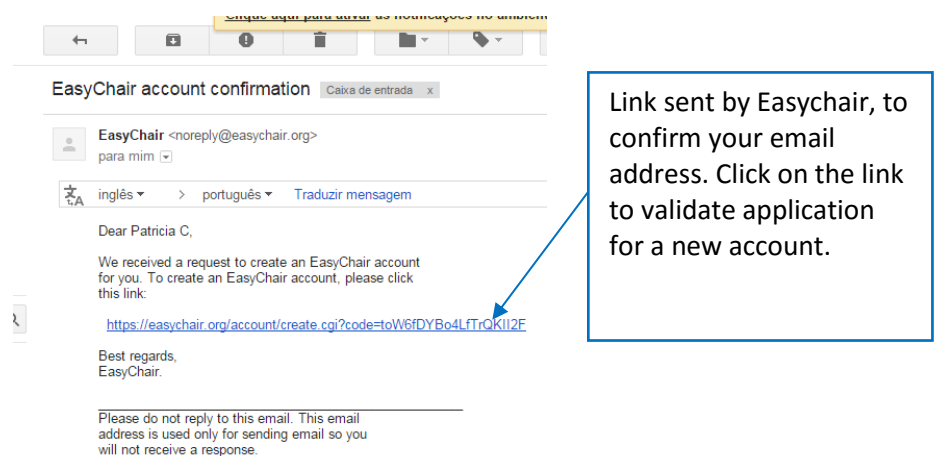 Clique aqui para ativar as notificações no ambien
EasyChair account confirmation Caixa de entrada x
EasyChair <noreply@easychair.org>
para mim
inglês > português Traduzir mensagem
Dear Patricia C,
We received a request to create an EasyChair account
for you. To create an EasyChair account, please click
this link:
https://easychair.org/account/create.cgi?code=toW6fDYBo4LfTrQKII2F
Best regards,
EasyChair.
Please do not reply to this email. This email
address is used only for sending email so you
will not receive a response.
Link sent by Easychair, to
confirm your email
address. Click on the link
to validate application
for a new account.